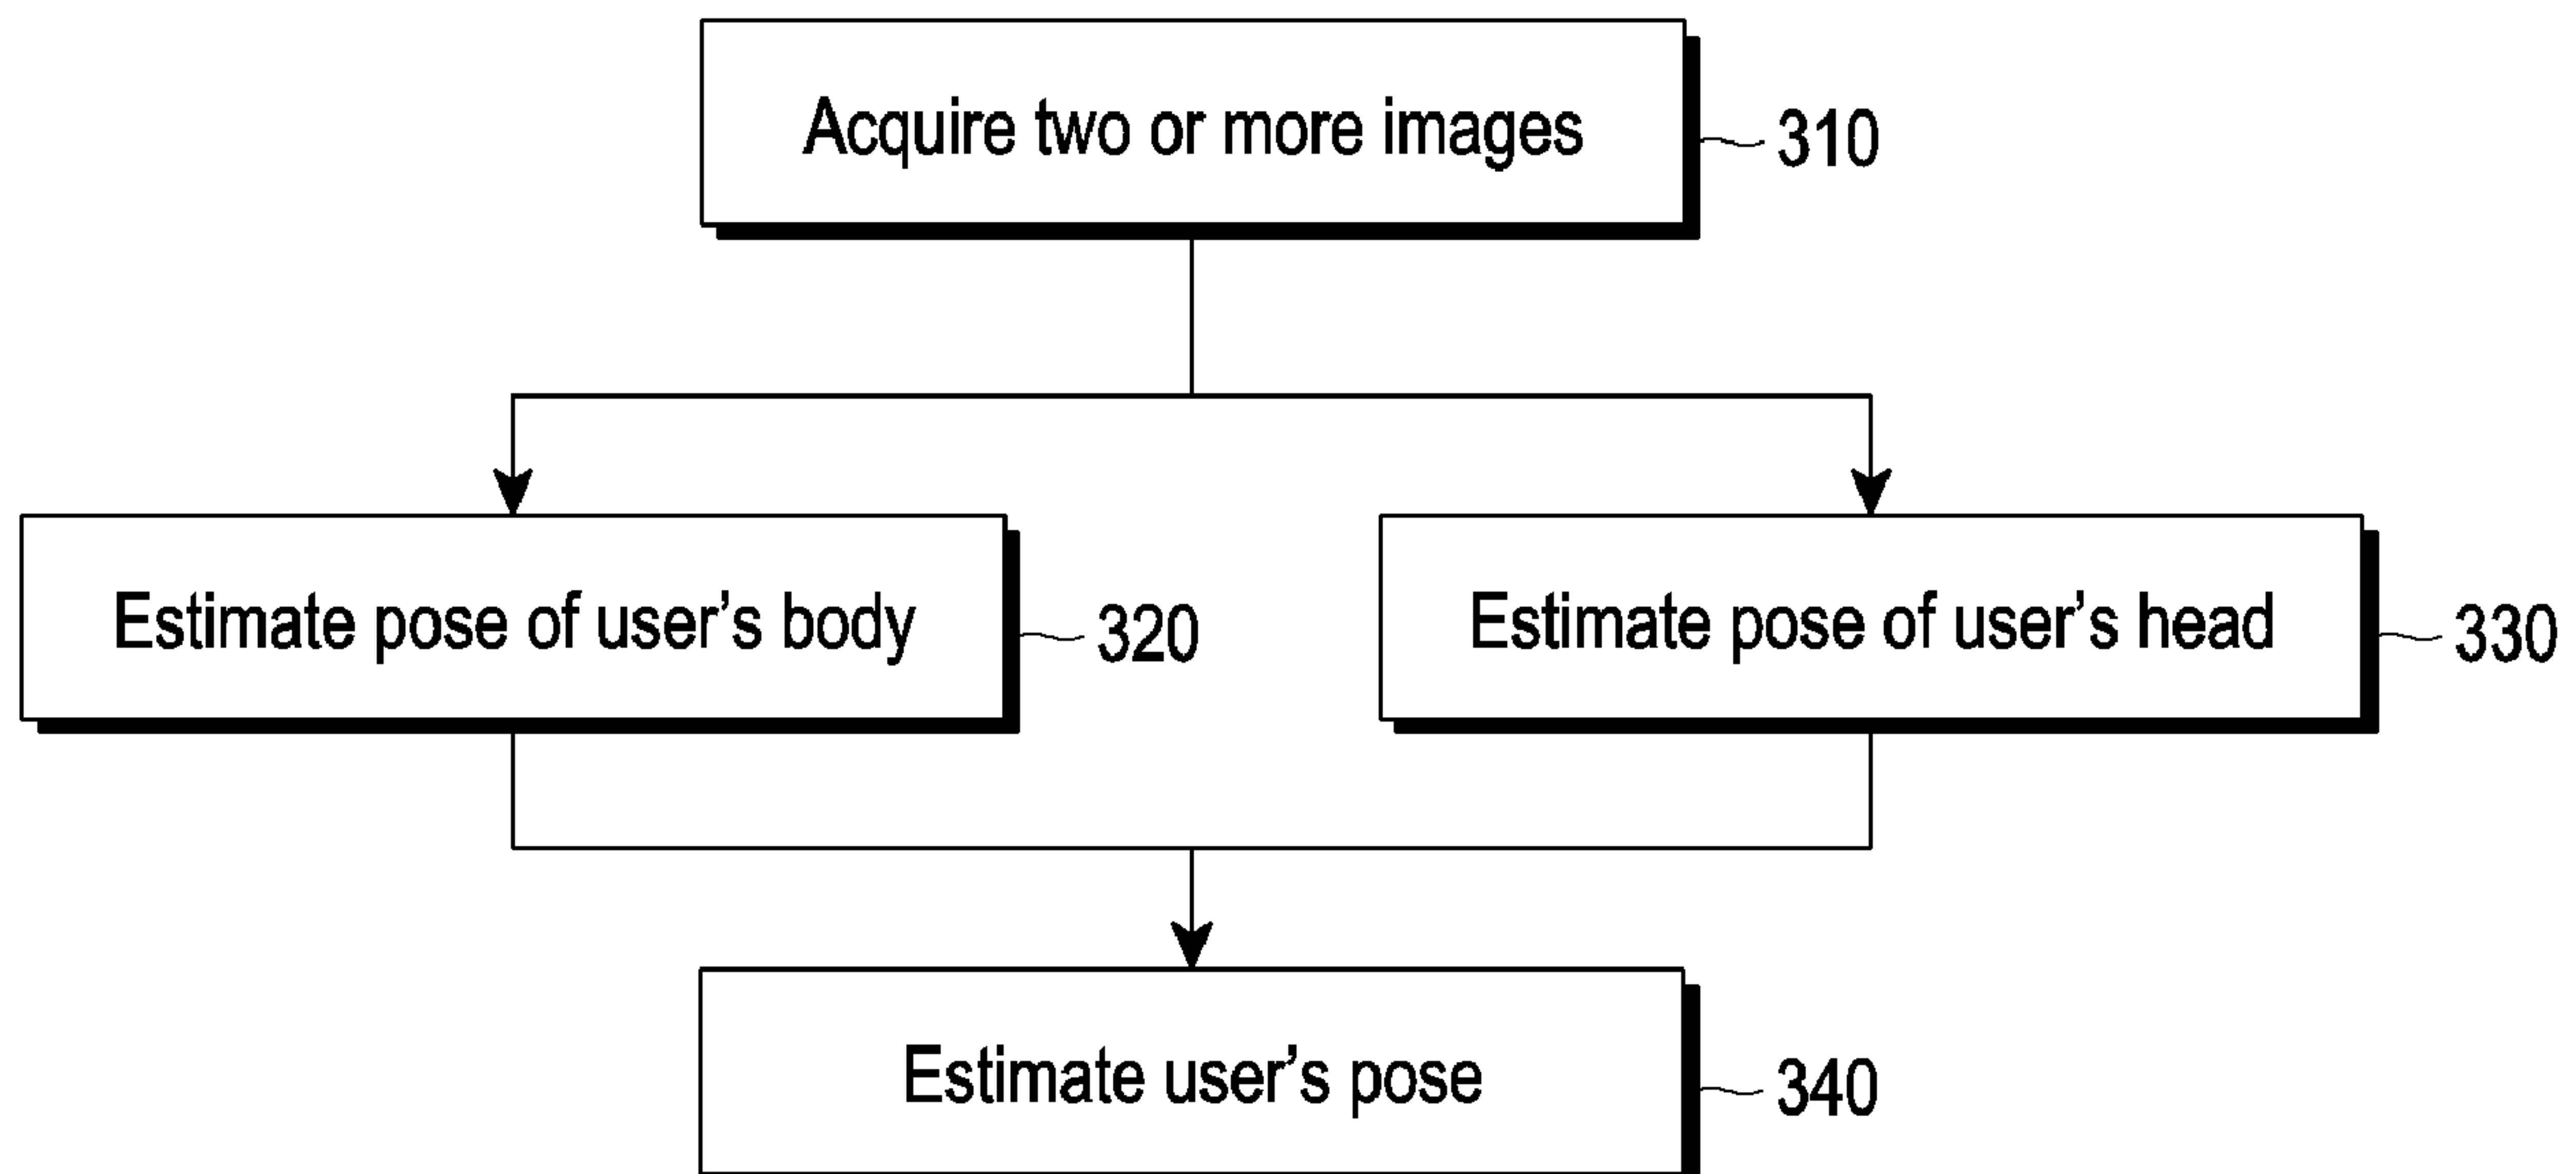 Acquire two or more images
310
Estimate pose of user’s body
320
Estimate pose of user’s head
330
Estimate user’s pose
340